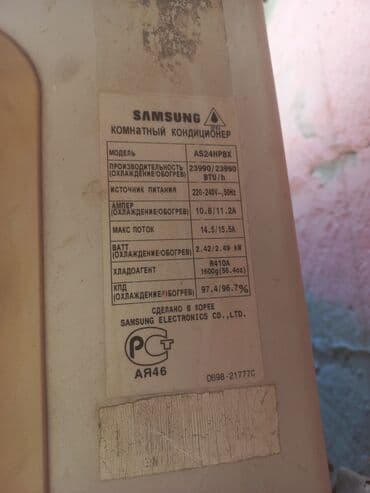 SAMSUNG
КОМНАТНЫЙ КОНДИЦИОНЕР
МОДЕЛЬ AS24HPBX
ПРОИЗВОДИТЕЛЬНОСТЬ 23990/23990
(ОХЛАЖДЕНИЕ/ОБОГРЕВ) BTU/h
ИСТОЧНИК ПИТАНИЯ 220-240V~,50Hz
АМПЕР
(ОХЛАЖДЕНИЕ/ОБОГРЕВ) 10.8/11.2A
МАКС ПОТОК 14.5/15.5A
ВАТТ
(ОХЛАЖДЕНИЕ/ОБОГРЕВ) 2.42/2.49 kW
ХЛАДОАГЕНТ R410A
1600g(56.4oz)
КПД
(ОХЛАЖДЕНИЕ/ОБОГРЕВ) 97.4/96.7%
СДЕЛАНО В КОРЕЕ
SAMSUNG ELECTRONICS CO.,LTD.
РСТ
АЯ46
DB98-21777C